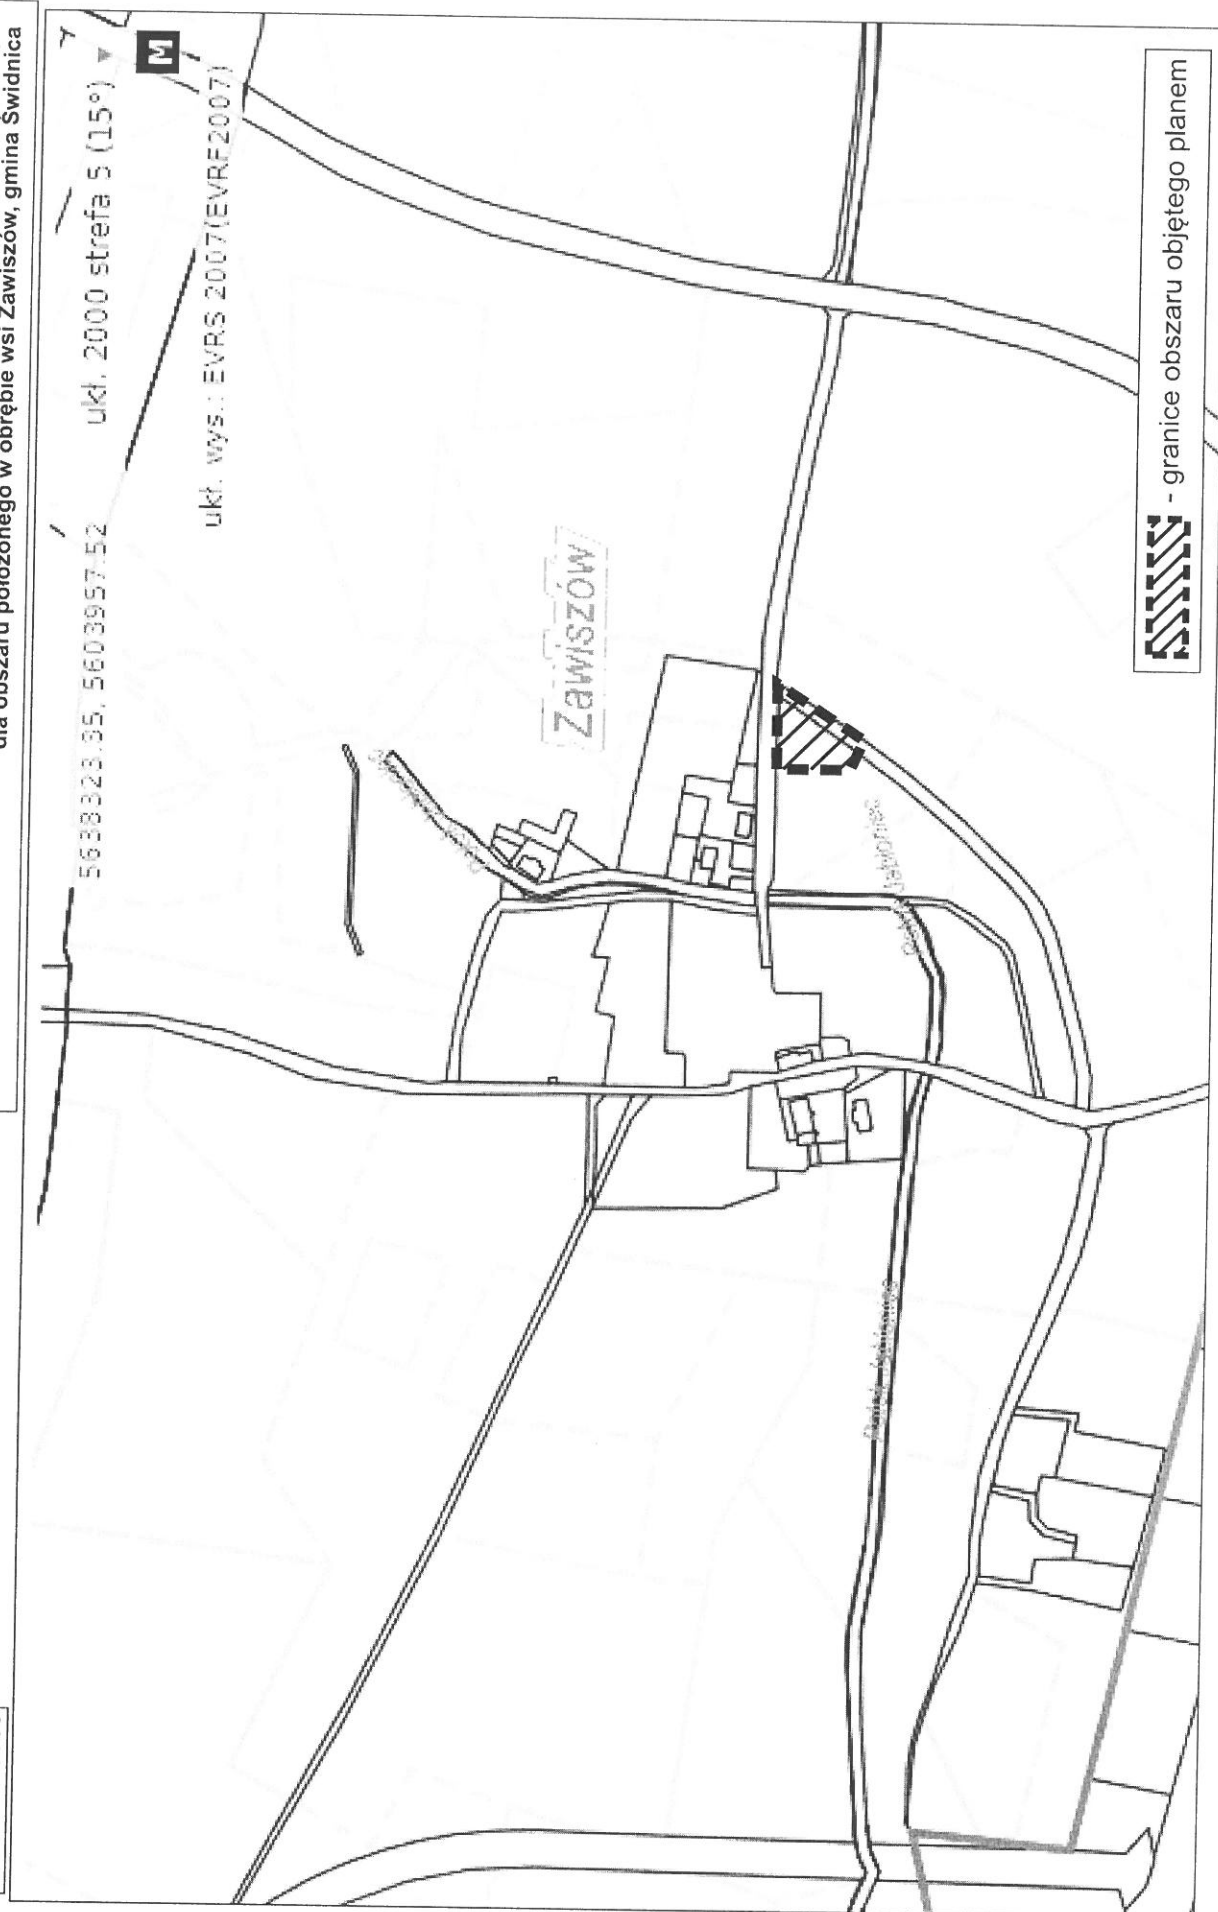 dla obszaru położonego w obrębie wsi Zawiszów, gmina Świdnica
5638323.35, 5603957.52 ukł. 2000 strefa 5 (15°) ▼
M
ukł. wys.: EVRS 2007(EVRF2007)
Zawiszów
- granice obszaru objętego planem